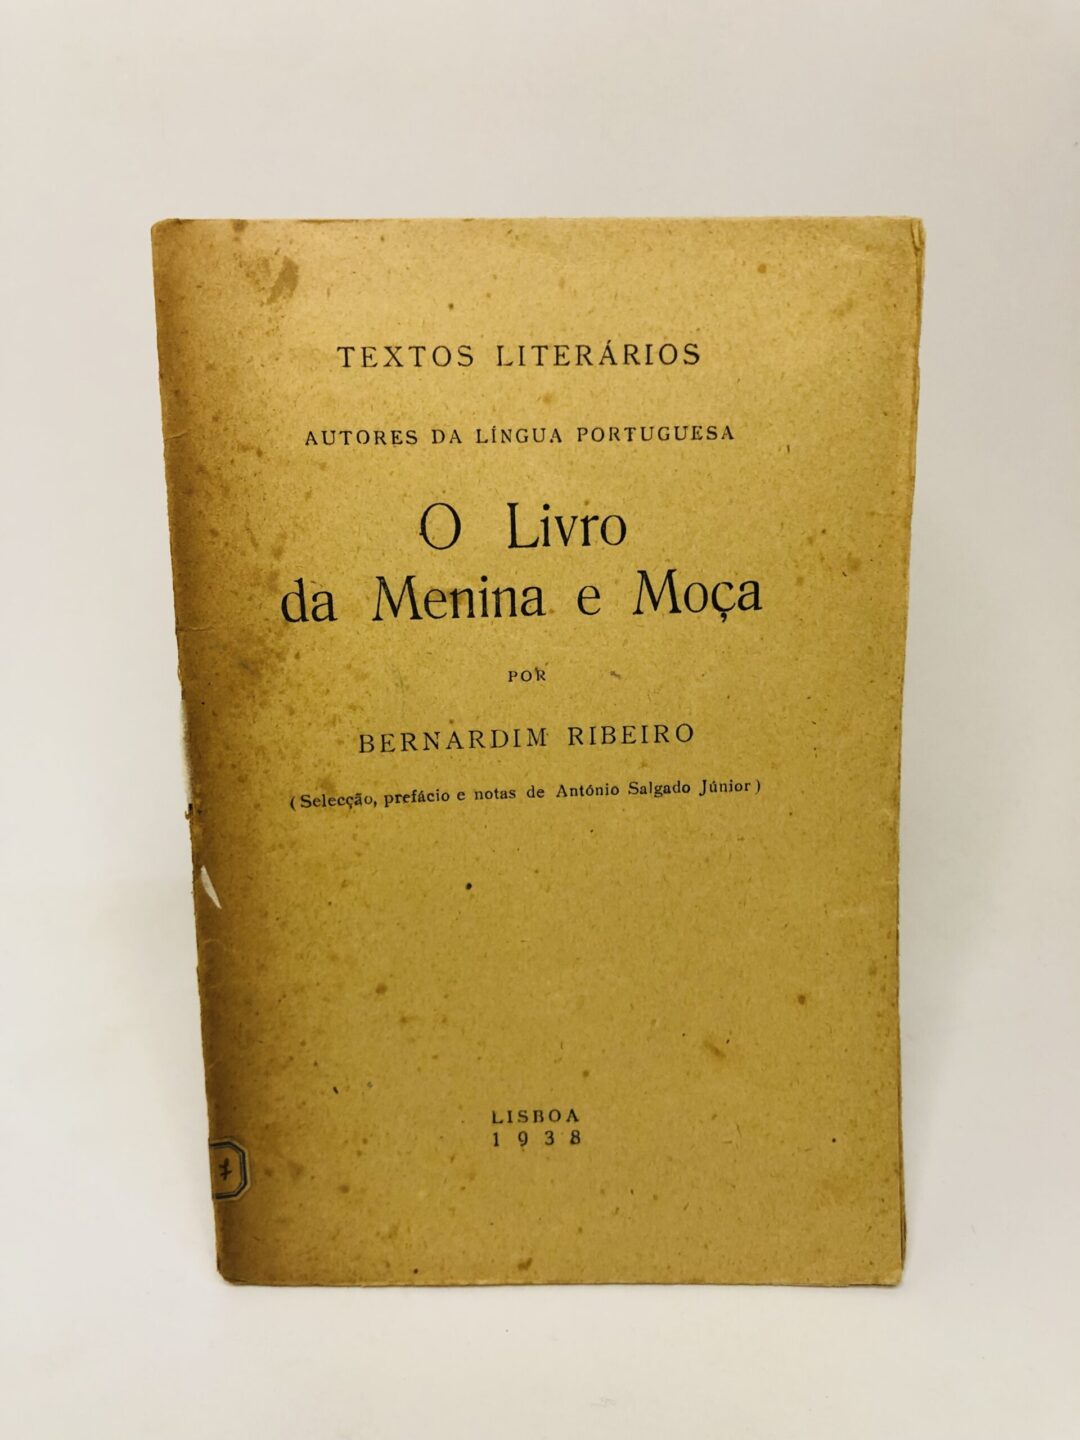 TEXTOS LITERÁRIOS
AUTORES DA LÍNGUA PORTUGUESA
O Livro
da Menina e Moça
POR
BERNARDIM RIBEIRO
(Selecção, prefácio e notas de António Salgado Júnior)
LISBOA
1938